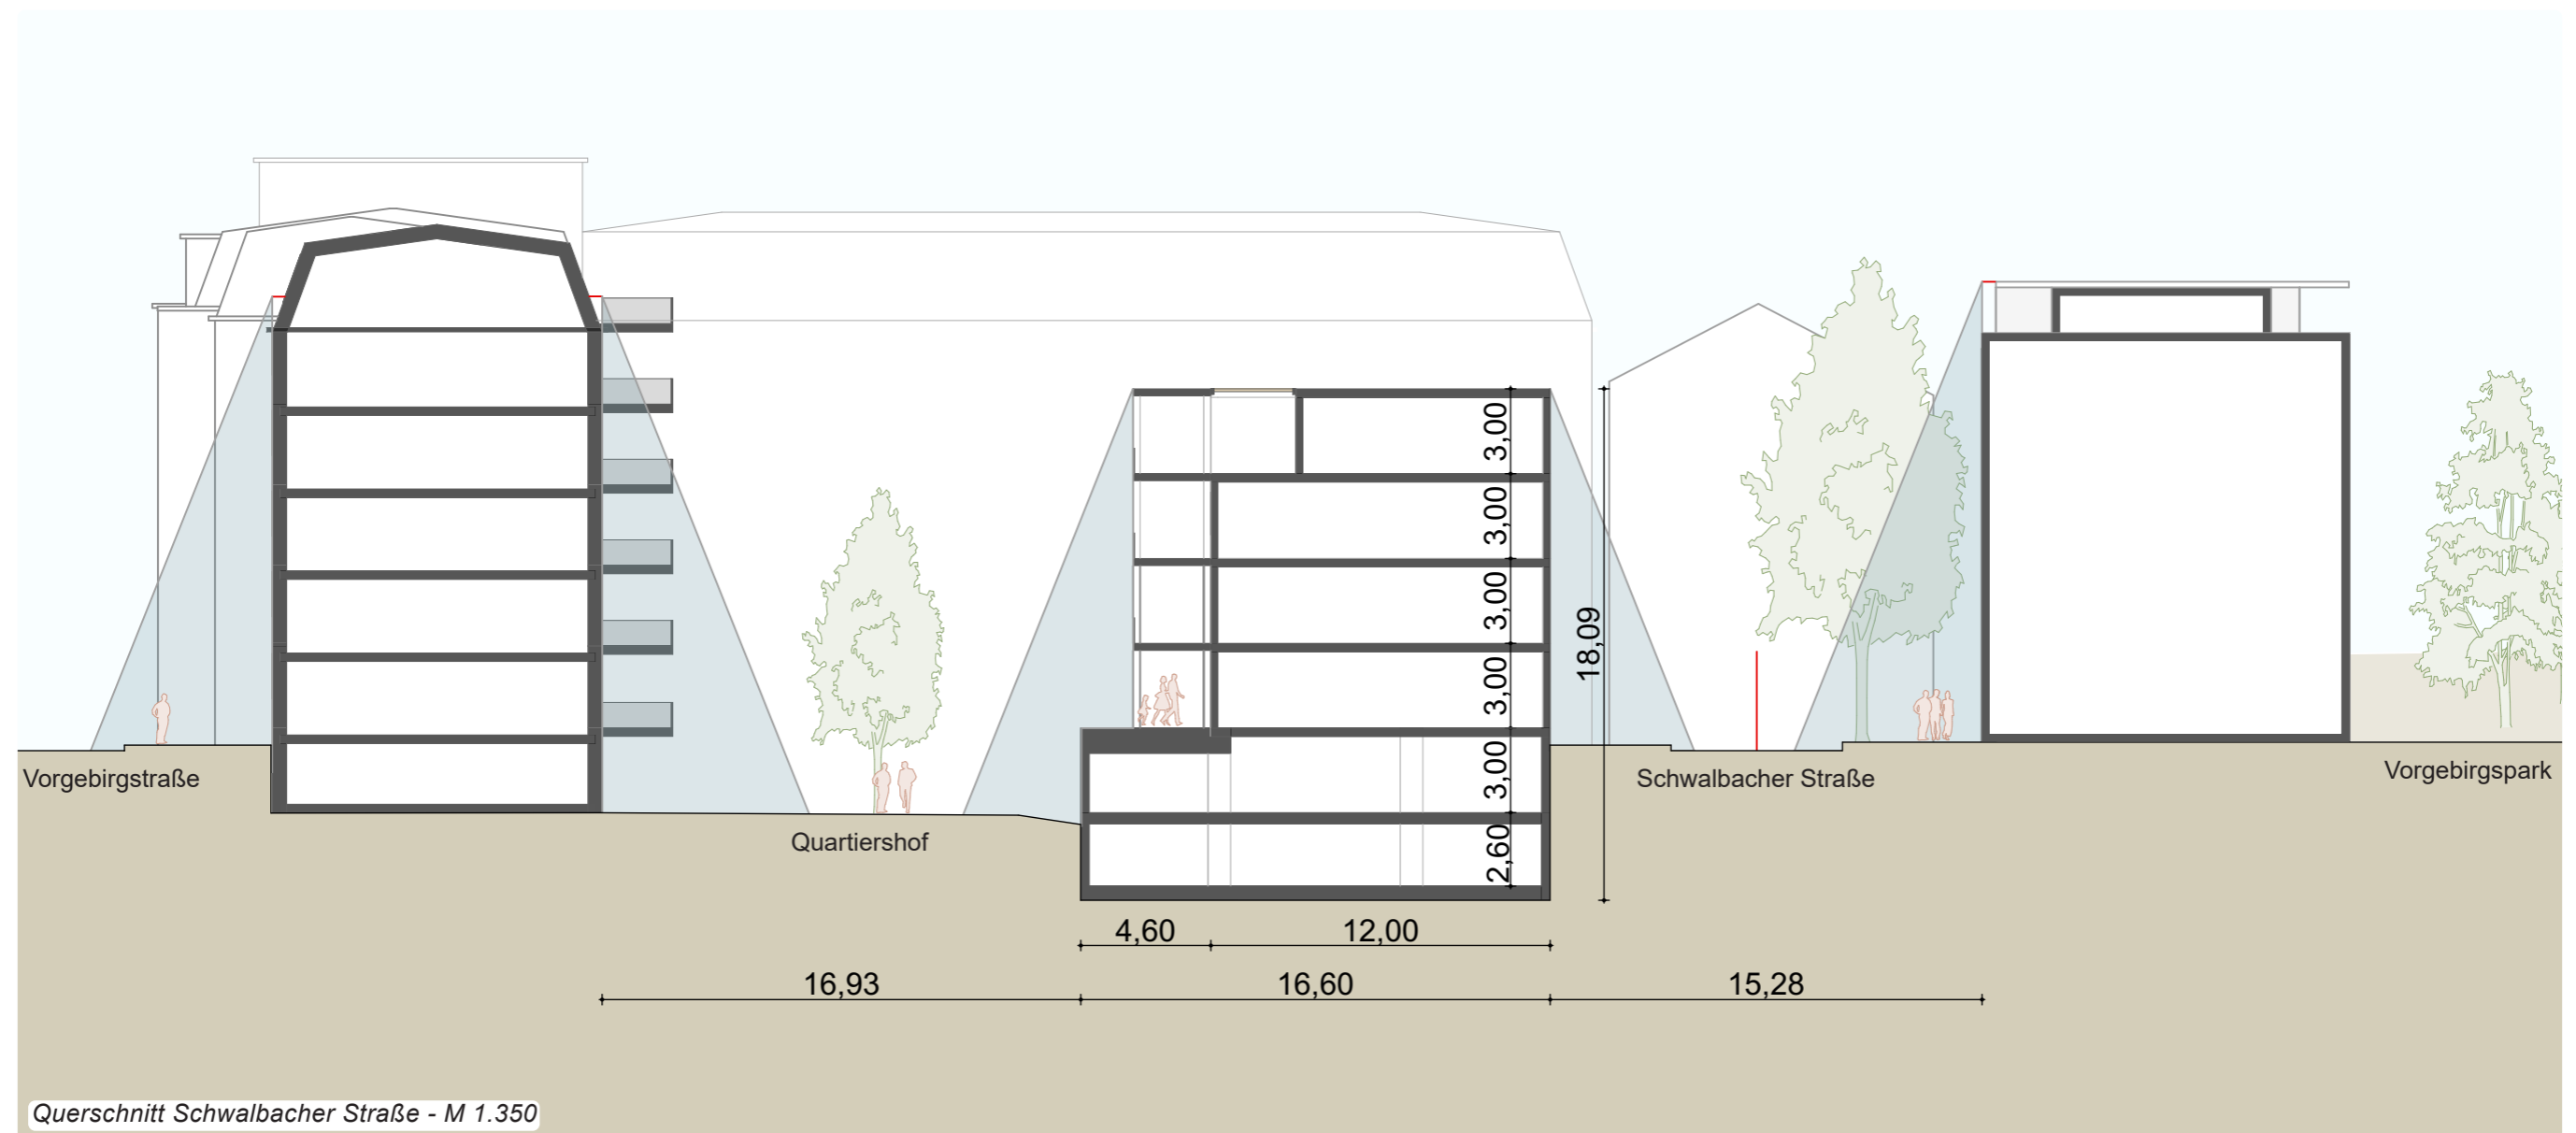 3,00
3,00
3,00
3,00
3,00
2,60
18,09
Vorgebirgstraße
Quartiershof
Schwalbacher Straße
Vorgebirgspark
4,60
12,00
16,93
16,60
15,28
Querschnitt Schwalbacher Straße - M 1.350